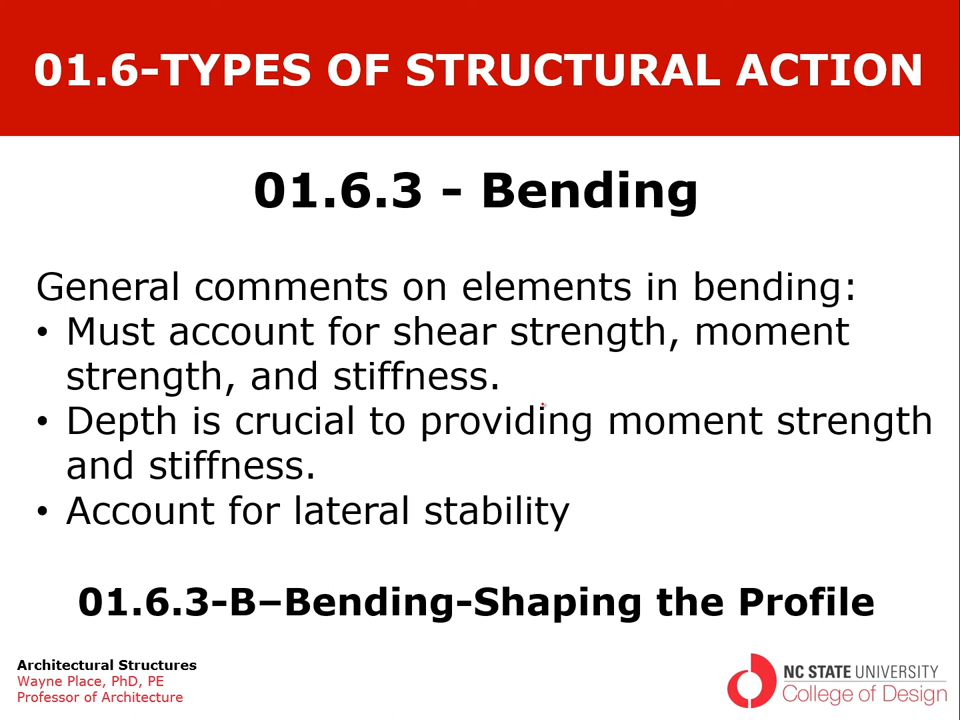 01.6-TYPES OF STRUCTURAL ACTION
01.6.3 - Bending
General comments on elements in bending:
• Must account for shear strength, moment
strength, and stiffness.
• Depth is crucial to providing moment strength
and stiffness.
• Account for lateral stability
01.6.3-B–Bending-Shaping the Profile
Architectural Structures
Wayne Place, PhD, PE
Professor of Architecture
NC STATE UNIVERSITY
College of Design